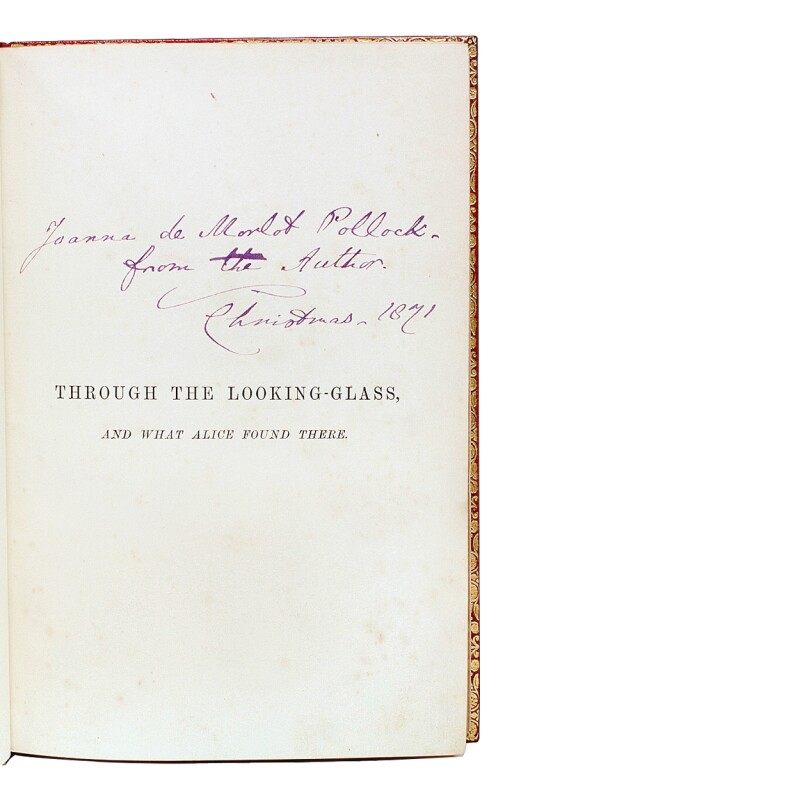 Joanna de Morlot Pollock-
from the Author.
Christmas- 1871
THROUGH THE LOOKING-GLASS,
AND WHAT ALICE FOUND THERE.